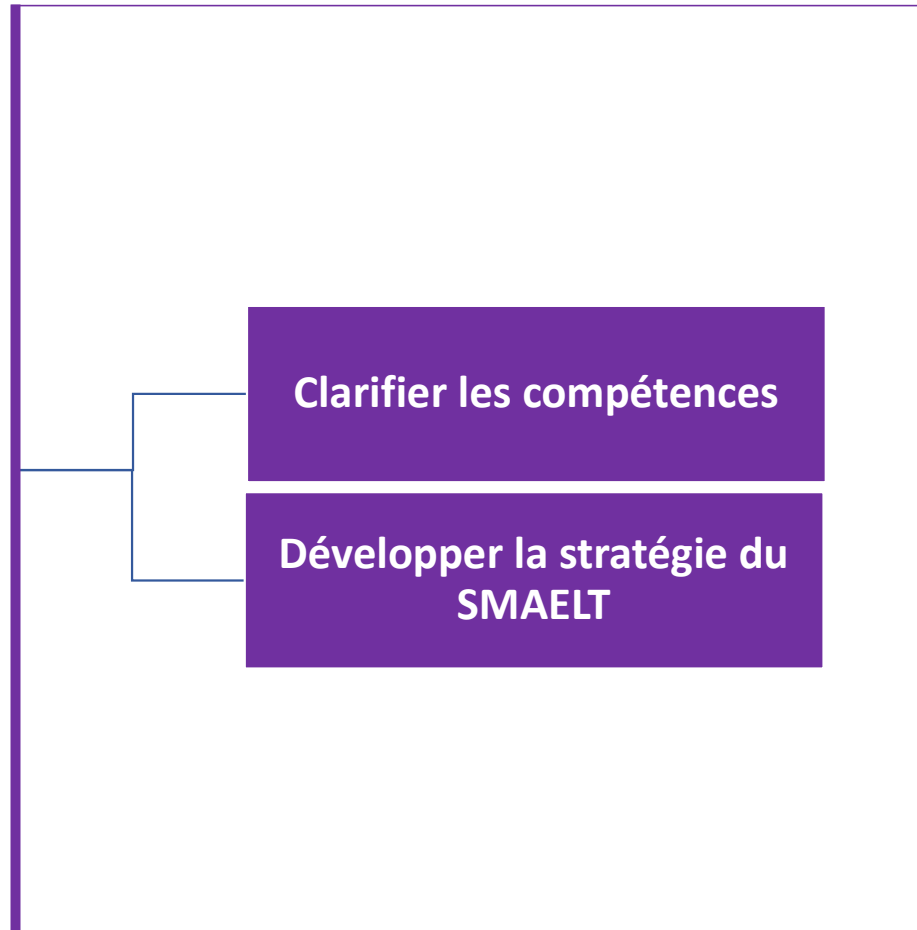 Clarifier les compétences
Développer la stratégie du
SMAELT